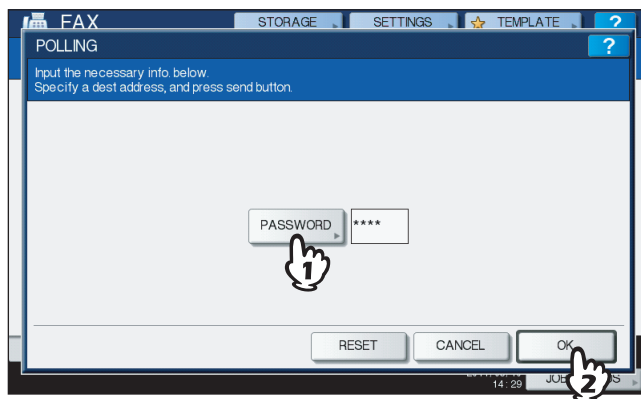 FAX STORAGE SETTINGS TEMPLATE ?
POLLING ?
Input the necessary info. below.
Specify a dest address, and press send button.
PASSWORD ****
1
RESET CANCEL OK
14 : 29
2